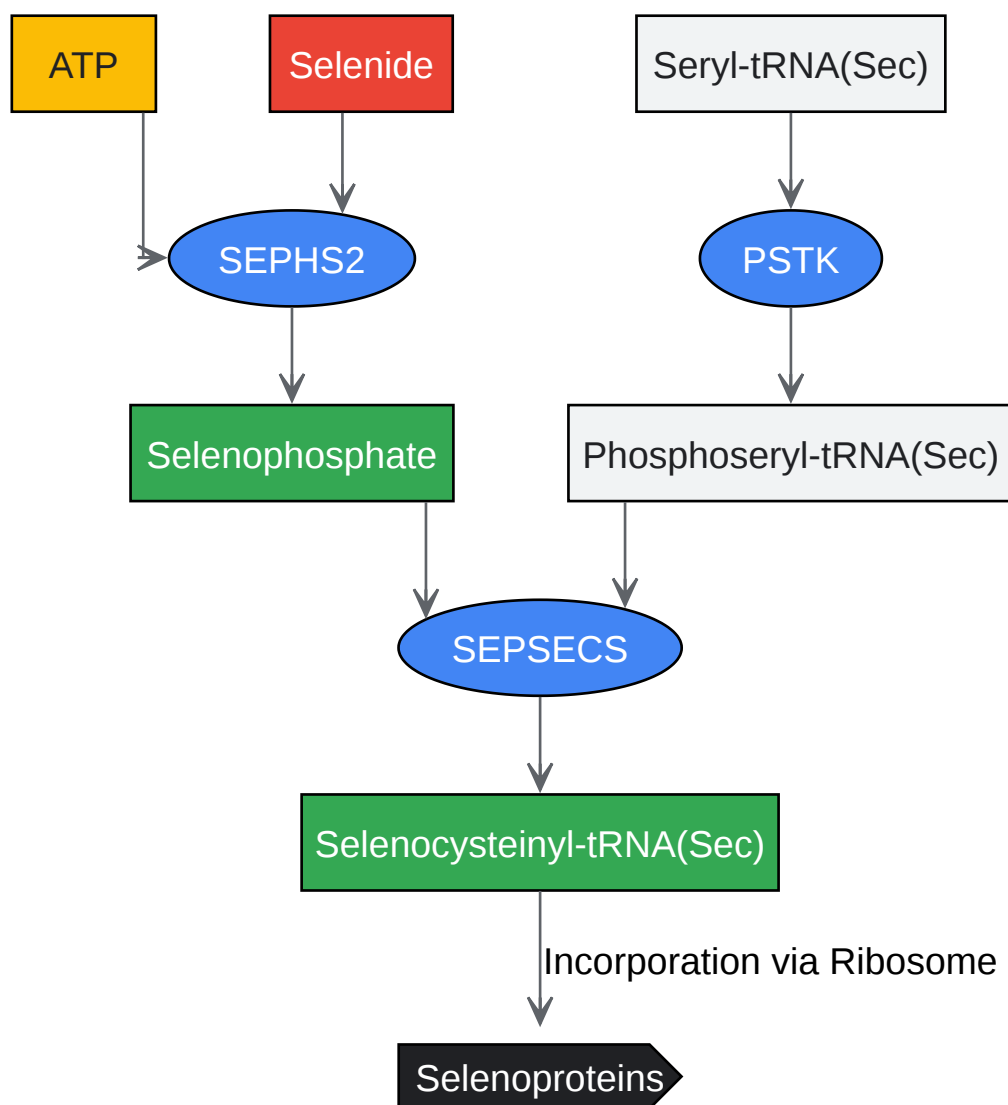 ATP
Selenide
Seryl-tRNA(Sec)
SEPHS2
PSTK
Selenophosphate
Phosphoseryl-tRNA(Sec)
SEPSECS
Selenocysteinyl-tRNA(Sec)
Incorporation via Ribosome
Selenoproteins